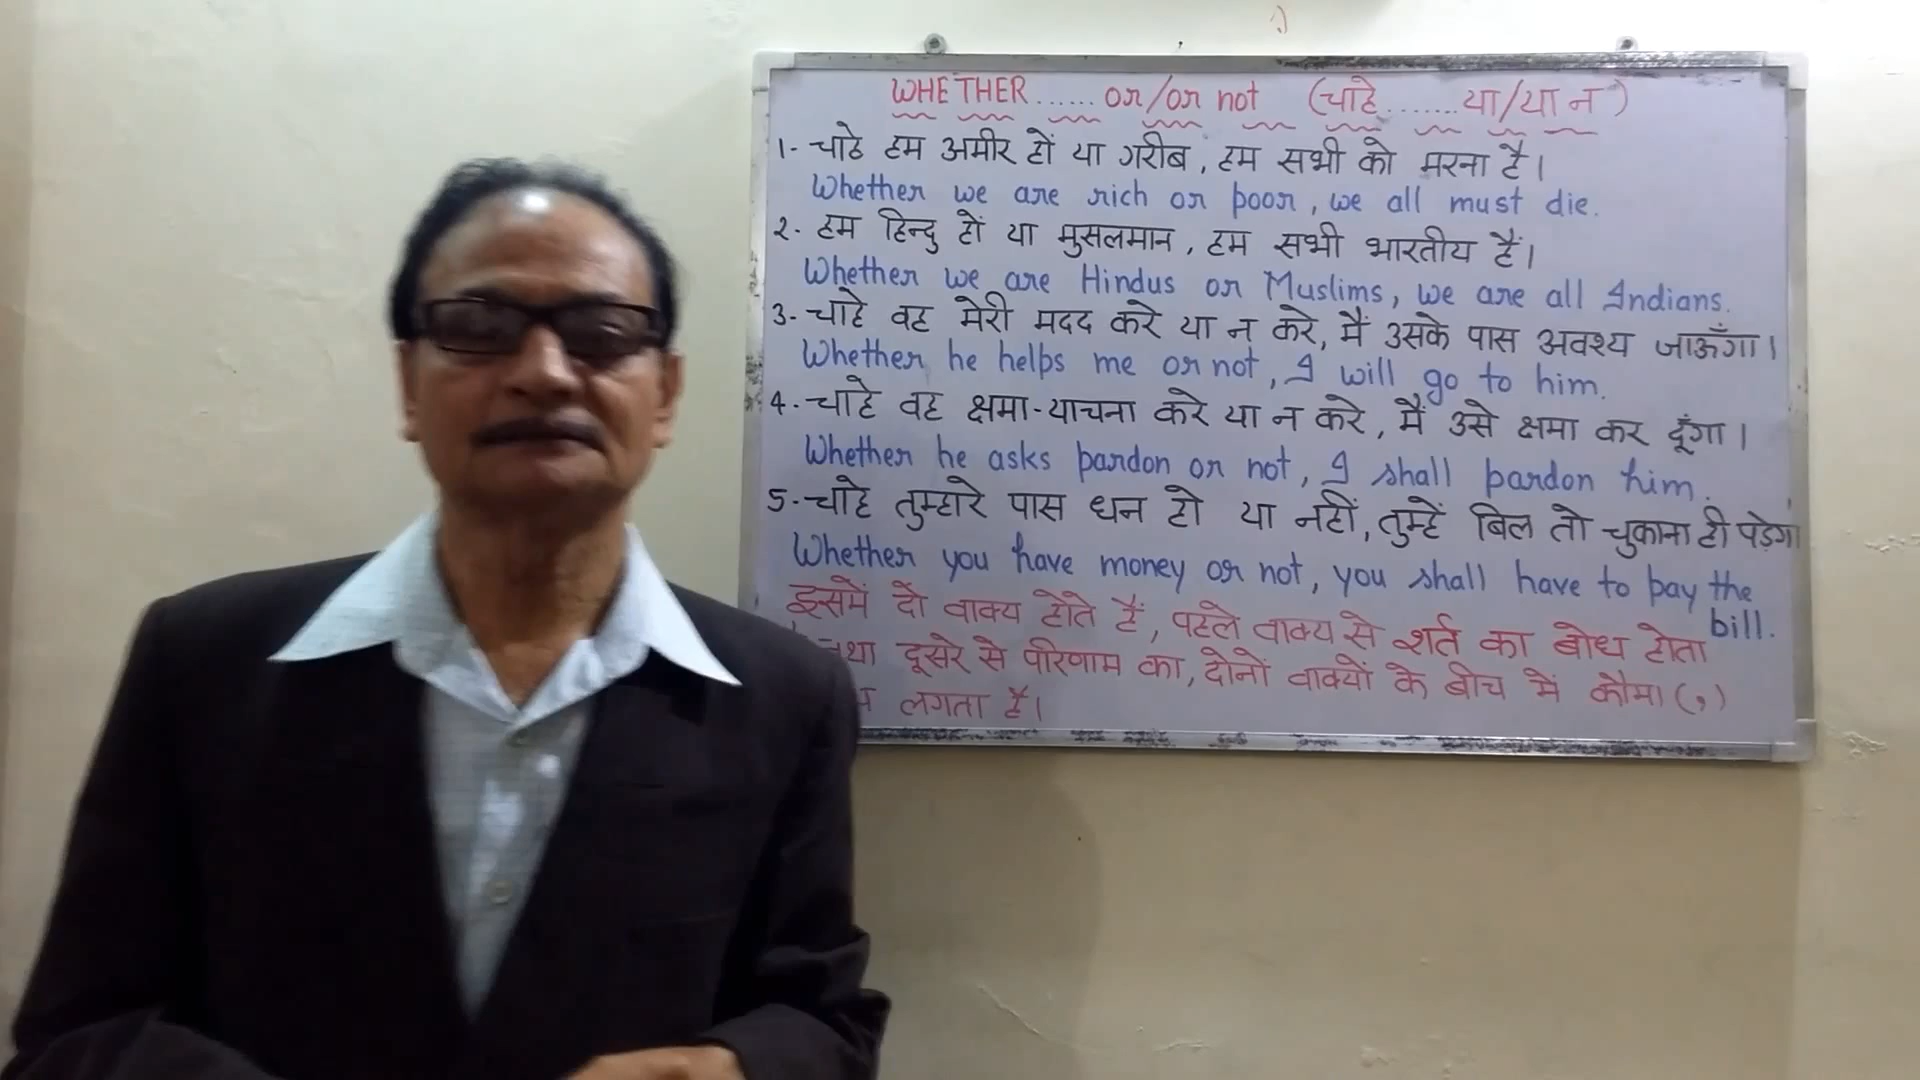 WHETHER ...... or/or not (चाहे ....... या/या न)
1- चाहे हम अमीर हों या गरीब, हम सभी को मरना है।
Whether we are rich or poor, we all must die.
2. हम हिन्दु हों या मुसलमान, हम सभी भारतीय हैं।
Whether we are Hindus or Muslims, we are all Indians.
3- चाहे वह मेरी मदद करे या न करे, मैं उसके पास अवश्य जाऊँगा।
Whether he helps me or not, I will go to him.
4- चाहे वह क्षमा-याचना करे या न करे, मैं उसे क्षमा कर दूँगा।
Whether he asks pardon or not, I shall pardon him.
5- चाहे तुम्हारे पास धन हो या नहीं, तुम्हें बिल तो चुकाना ही पड़ेगा
Whether you have money or not, you shall have to pay the
bill.
इसमें दो वाक्य होते हैं, पहले वाक्य से शर्त का बोध होता
तथा दूसरे से परिणाम का, दोनों वाक्यों के बीच में कौमा (,)
लगता है।